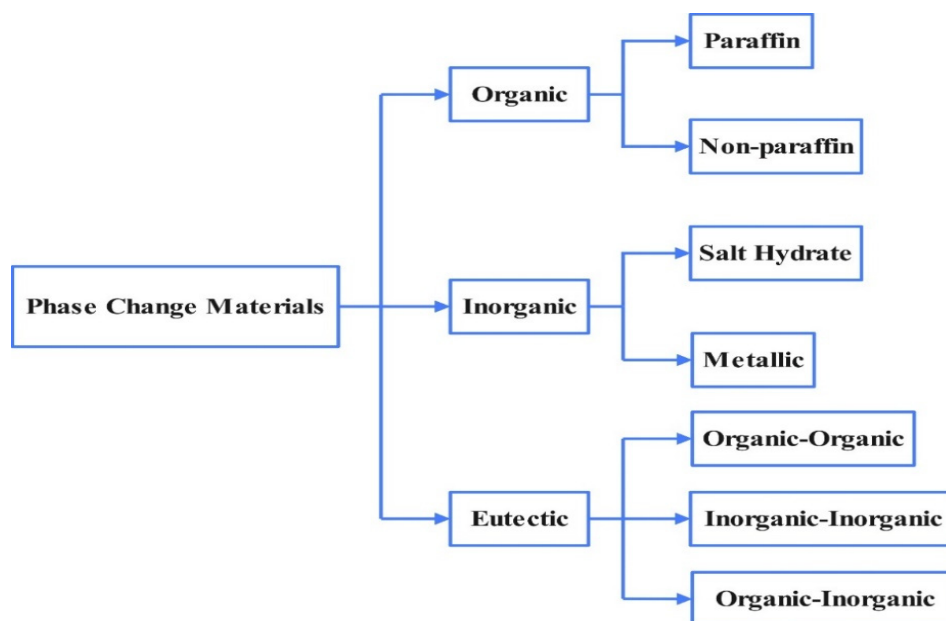 Phase Change Materials
Organic
Paraffin
Non-paraffin
Inorganic
Salt Hydrate
Metallic
Eutectic
Organic-Organic
Inorganic-Inorganic
Organic-Inorganic